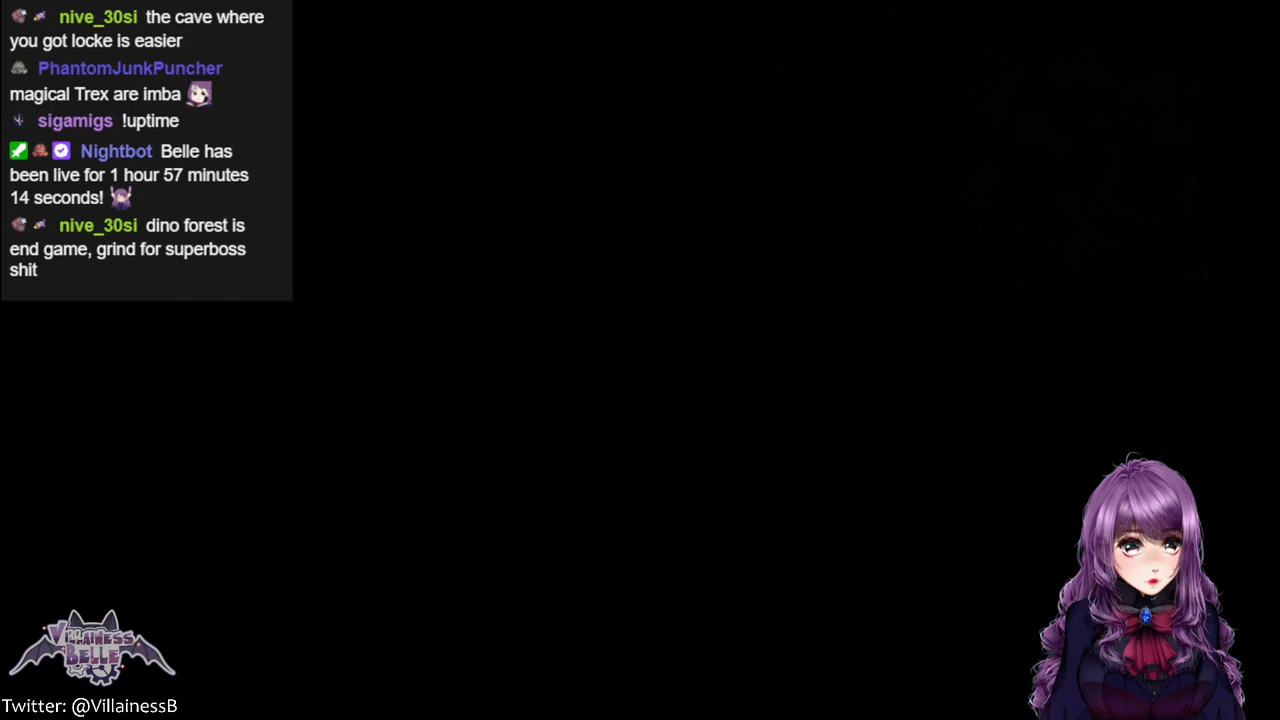 nive_30si the cave where
you got locke is easier
PhantomJunkPuncher
magical Trex are imba
sigamigs !uptime
Nightbot Belle has
been live for 1 hour 57 minutes
14 seconds!
nive_30si dino forest is
end game, grind for superboss
shit
VILLAINESS
BELLE
Twitter: @VillainessB